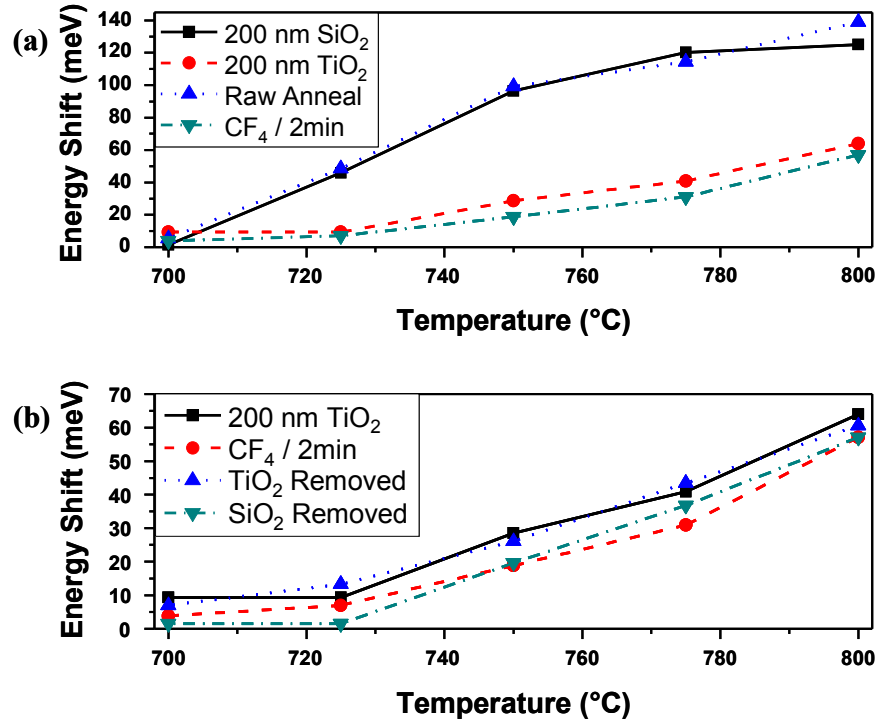 (a)
Energy Shift (meV)
140
120
100
80
60
40
20
0
200 nm SiO₂
200 nm TiO₂
Raw Anneal
CF₄ / 2min
700 720 740 760 780 800
Temperature (°C)
(b)
Energy Shift (meV)
70
60
50
40
30
20
10
0
200 nm TiO₂
CF₄ / 2min
TiO₂ Removed
SiO₂ Removed
700 720 740 760 780 800
Temperature (°C)